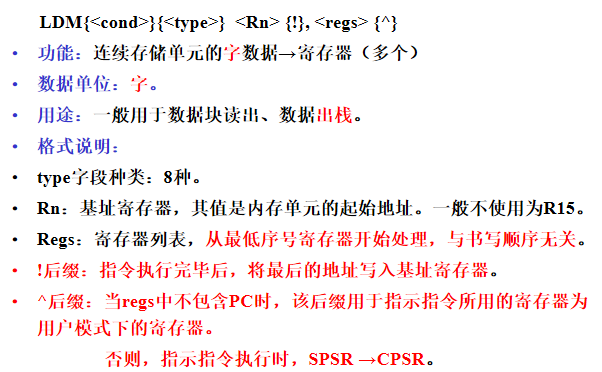 LDM{<cond>}{<type>} <Rn> {!}, <regs> {^}
• 功能：连续存储单元的字数据→寄存器（多个）
• 数据单位：字。
• 用途：一般用于数据块读出、数据出栈。
• 格式说明：
• type字段种类：8种。
• Rn：基址寄存器，其值是内存单元的起始地址。一般不使用为R15。
• Regs：寄存器列表，从最低序号寄存器开始处理，与书写顺序无关。
• !后缀：指令执行完毕后，将最后的地址写入基址寄存器。
• ^后缀：当regs中不包含PC时，该后缀用于指示指令所用的寄存器为
用户模式下的寄存器。
否则，指示指令执行时，SPSR →CPSR。